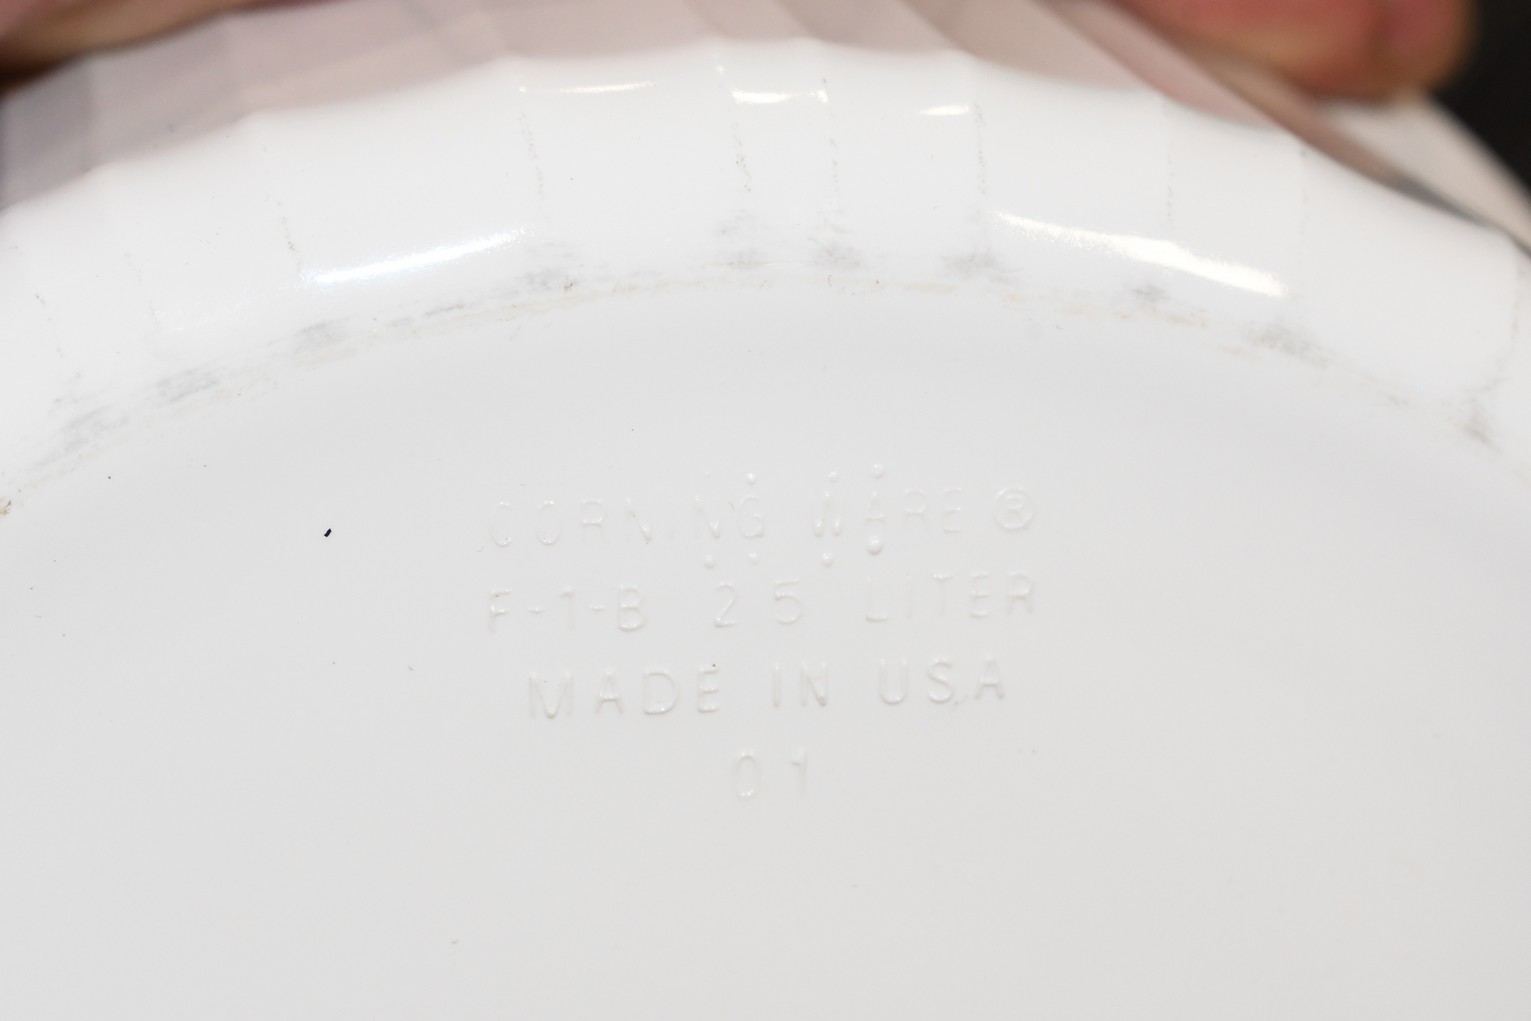 CORNING WARE ®
F-1-B 2 5 LITER
MADE IN USA
01